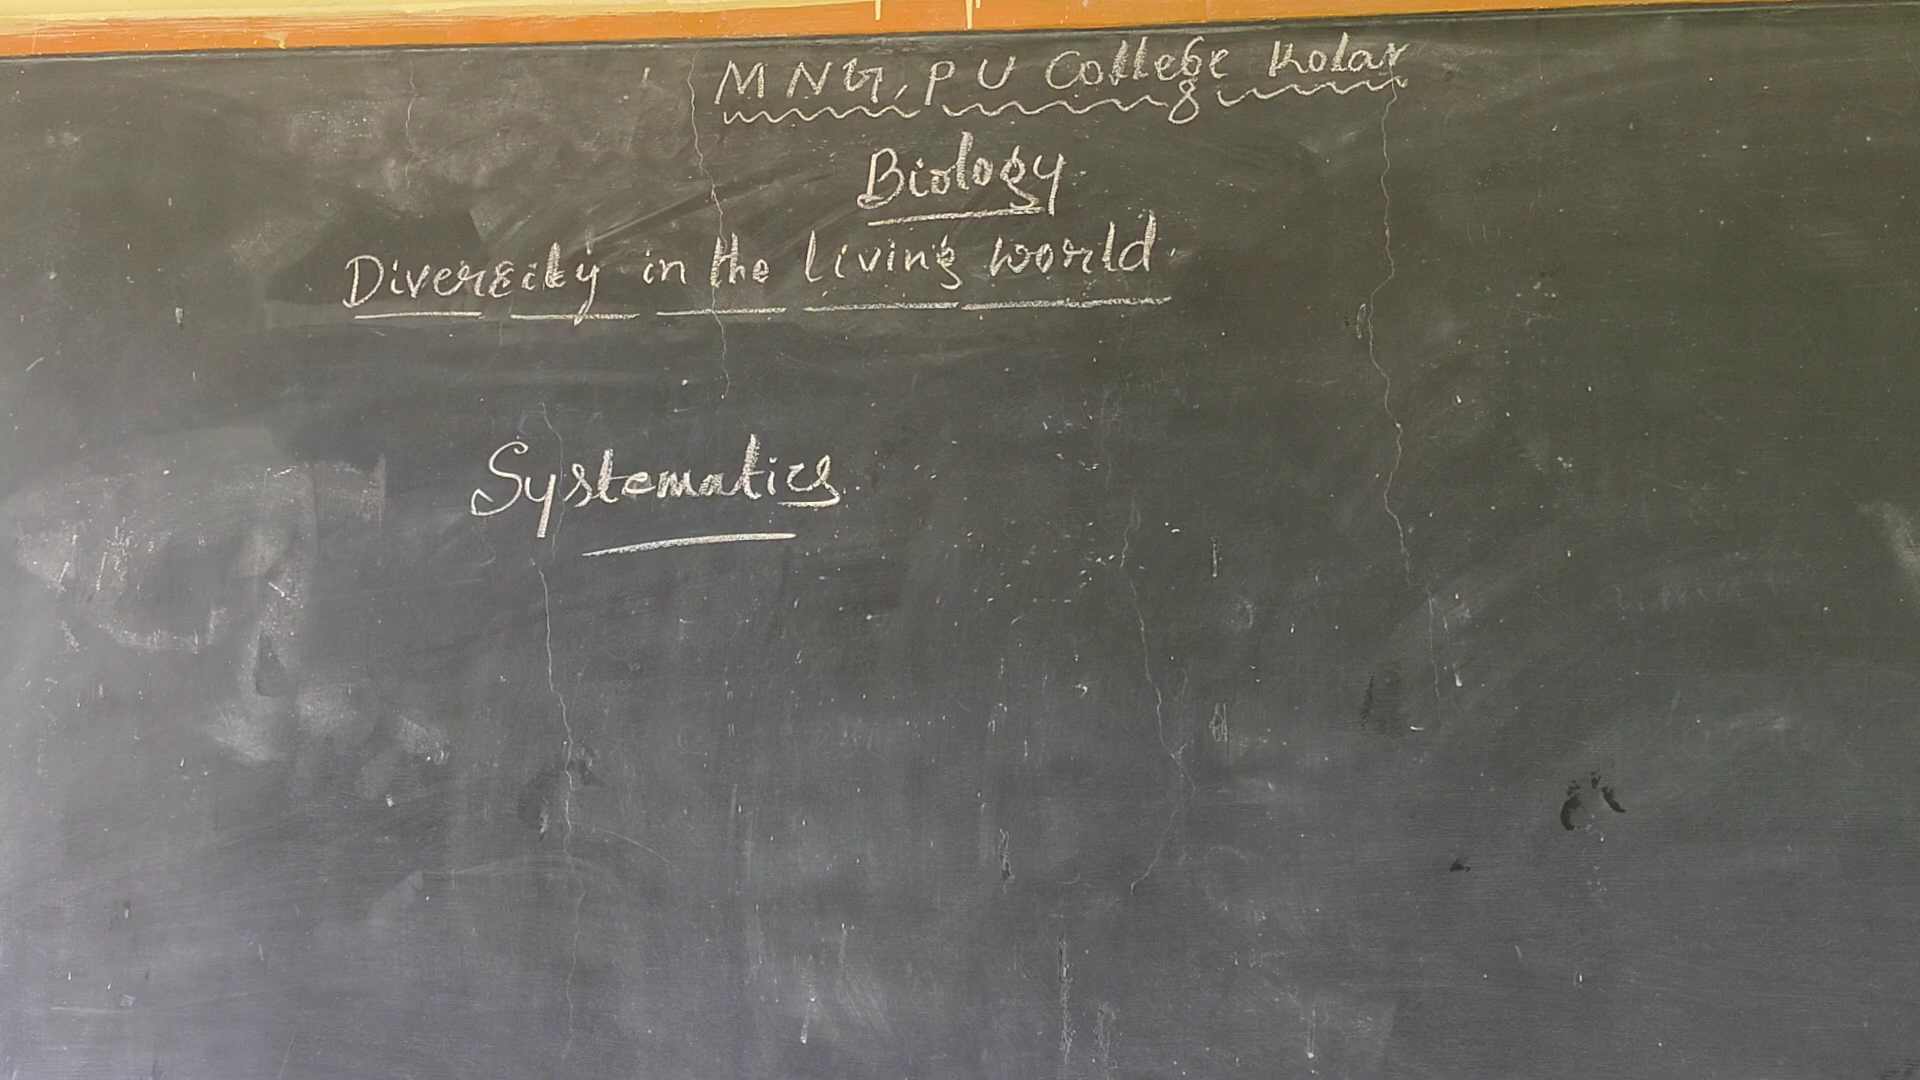 MNG, PU College Kolar
Biology
Diversity in the living world.
Systematics